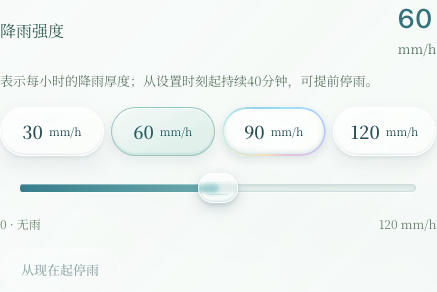 60
降雨强度
mm/h
表示每小时的降雨厚度；从设置时刻起持续40分钟，可提前停雨。
30 mm/h 60 mm/h 90 mm/h 120 mm/h
0 · 无雨 120 mm/h
从现在起停雨